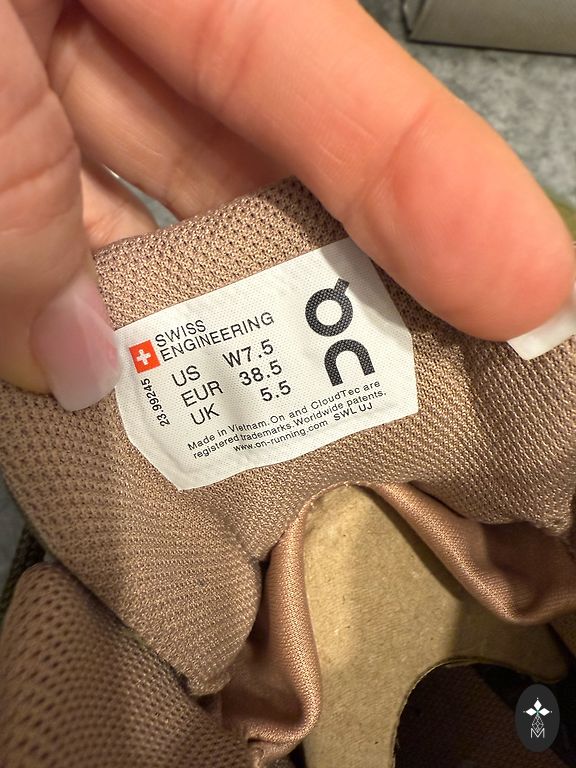 SWISS
ENGINEERING
US W7.5
EUR 38.5
UK 5.5
On
26.99245
Made in Vietnam. On and CloudTec are
registered trademarks. Worldwide patents.
www.on-running.com SWL UJ
M